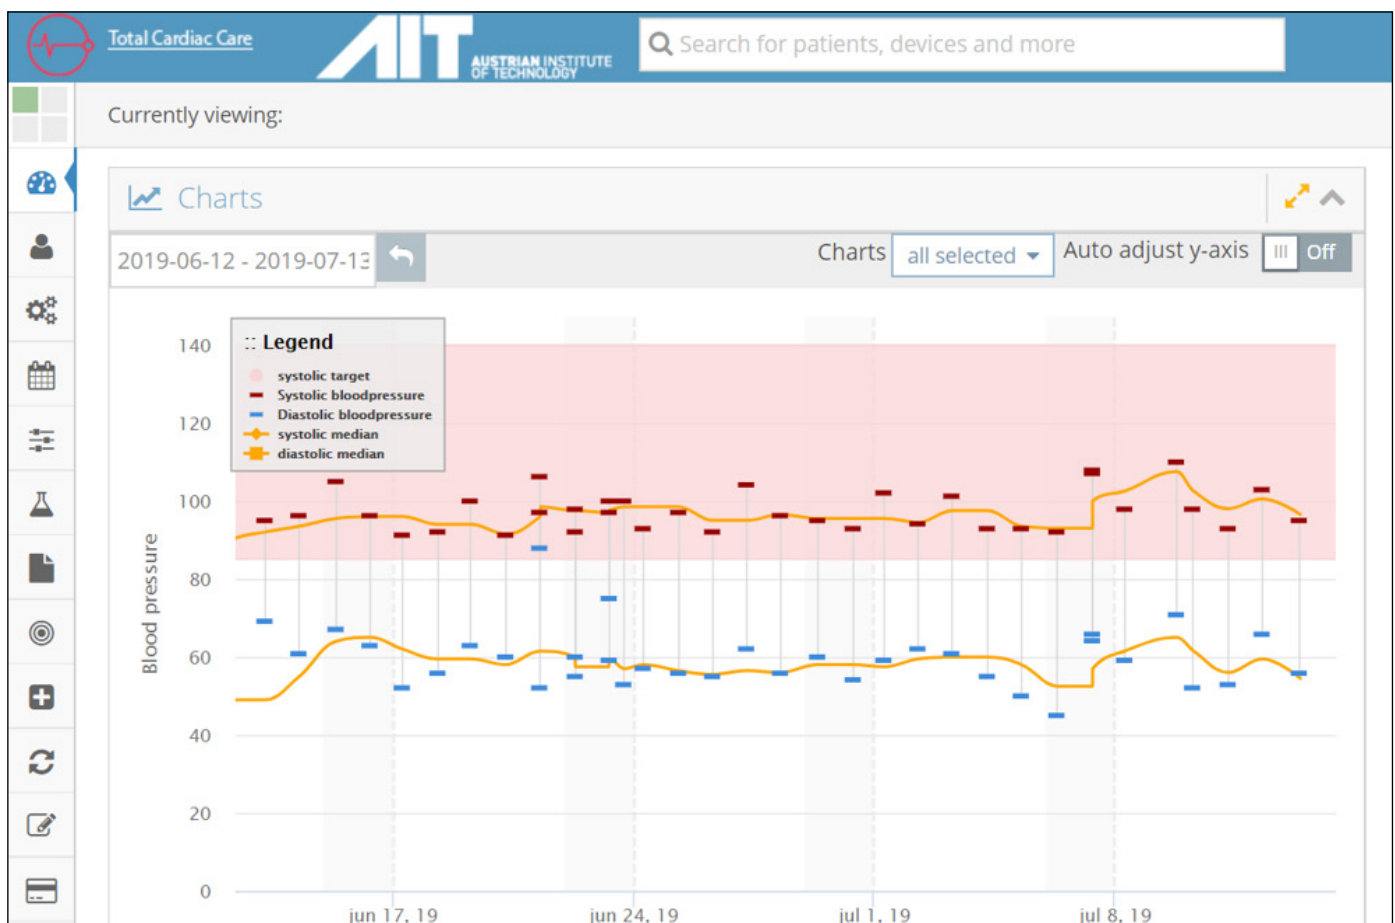 Total Cardiac Care
AIT
AUSTRIAN INSTITUTE
OF TECHNOLOGY
Search for patients, devices and more
Currently viewing:
Charts
2019-06-12 - 2019-07-13
Charts
all selected
Auto adjust y-axis
Off
:: Legend
systolic target
Systolic bloodpressure
Diastolic bloodpressure
systolic median
diastolic median
Blood pressure
140
120
100
80
60
40
20
0
jun 17, 19
jun 24, 19
jul 1, 19
jul 8, 19